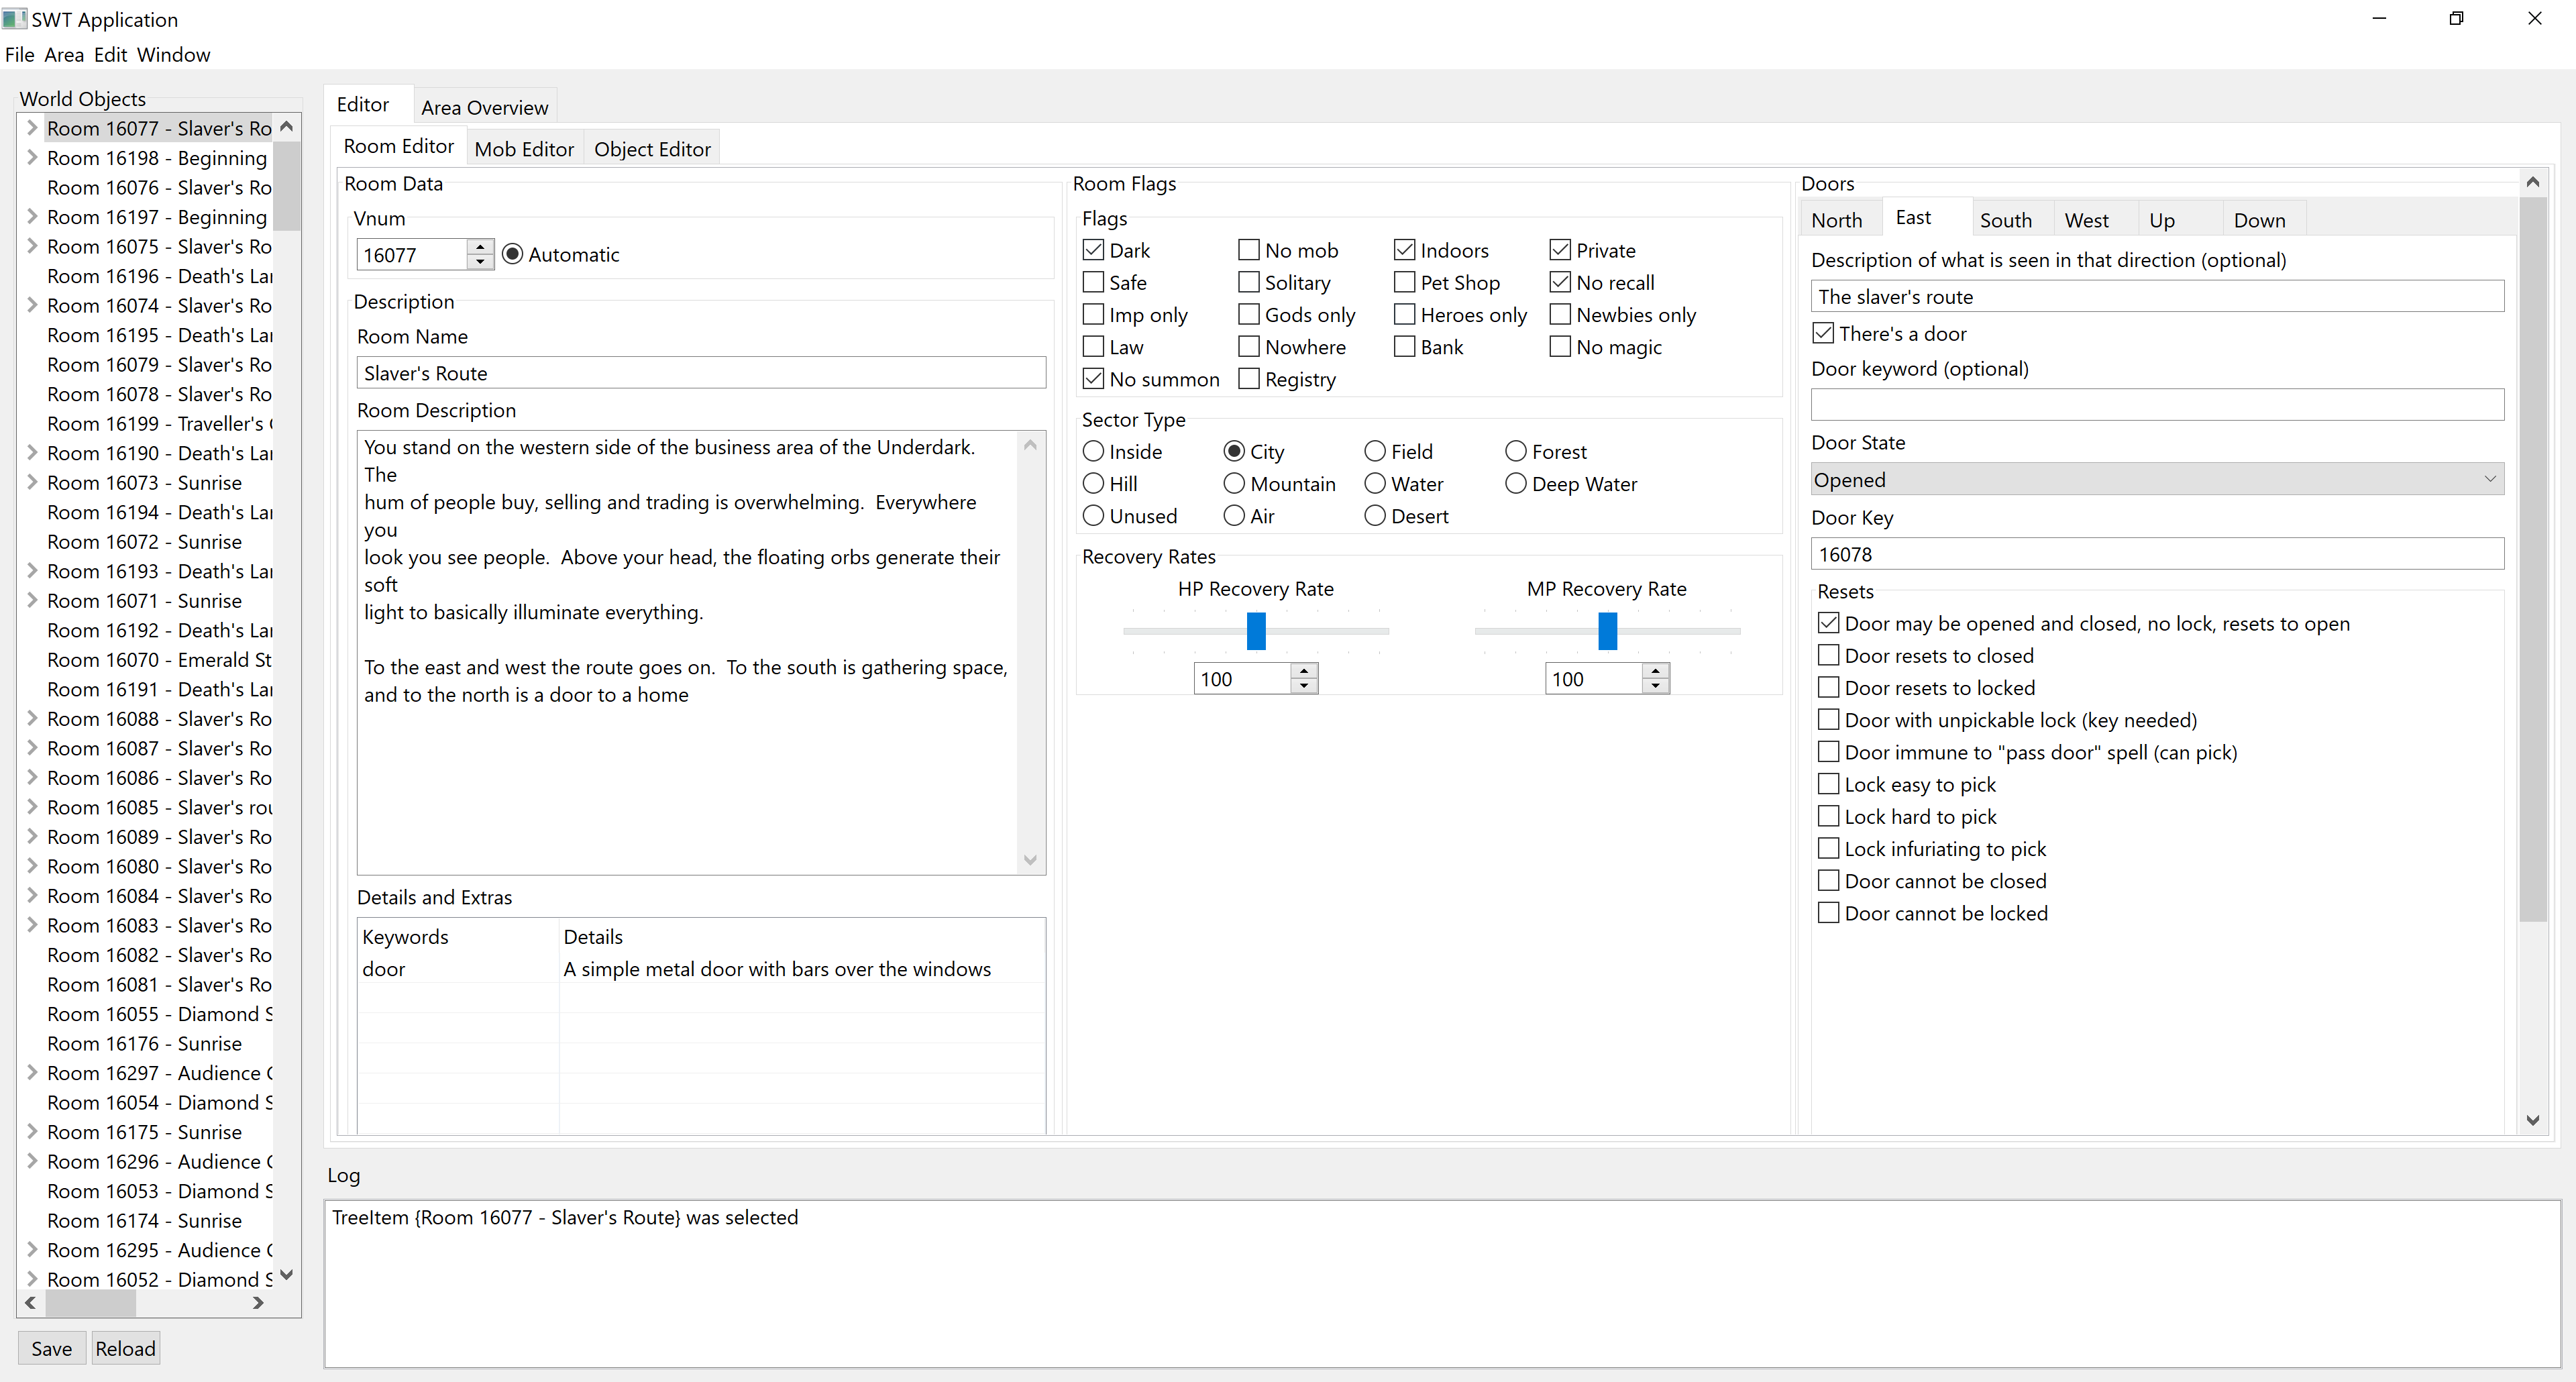 SWT Application
File Area Edit Window
World Objects
Room 16077 - Slaver's Ro
Room 16198 - Beginning
Room 16076 - Slaver's Ro
Room 16197 - Beginning
Room 16075 - Slaver's Ro
Room 16196 - Death's Lar
Room 16074 - Slaver's Ro
Room 16195 - Death's Lar
Room 16079 - Slaver's Ro
Room 16078 - Slaver's Ro
Room 16199 - Traveller's
Room 16190 - Death's Lar
Room 16073 - Sunrise
Room 16194 - Death's Lar
Room 16072 - Sunrise
Room 16193 - Death's Lar
Room 16071 - Sunrise
Room 16192 - Death's Lar
Room 16070 - Emerald St
Room 16191 - Death's Lar
Room 16088 - Slaver's Ro
Room 16087 - Slaver's Ro
Room 16086 - Slaver's Ro
Room 16085 - Slaver's rou
Room 16089 - Slaver's Ro
Room 16080 - Slaver's Ro
Room 16084 - Slaver's Ro
Room 16083 - Slaver's Ro
Room 16082 - Slaver's Ro
Room 16081 - Slaver's Ro
Room 16055 - Diamond S
Room 16176 - Sunrise
Room 16297 - Audience C
Room 16054 - Diamond S
Room 16175 - Sunrise
Room 16296 - Audience C
Room 16053 - Diamond S
Room 16174 - Sunrise
Room 16295 - Audience C
Room 16052 - Diamond S
Save Reload
Editor Area Overview
Room Editor Mob Editor Object Editor
Room Data
Vnum
16077 Automatic
Description
Room Name
Slaver's Route
Room Description
You stand on the western side of the business area of the Underdark.
The
hum of people buy, selling and trading is overwhelming.  Everywhere
you
look you see people.  Above your head, the floating orbs generate their
soft
light to basically illuminate everything.
To the east and west the route goes on.  To the south is gathering space,
and to the north is a door to a home
Details and Extras
Keywords Details
door A simple metal door with bars over the windows
Room Flags
Flags
Dark No mob Indoors Private
Safe Solitary Pet Shop No recall
Imp only Gods only Heroes only Newbies only
Law Nowhere Bank No magic
No summon Registry
Sector Type
Inside City Field Forest
Hill Mountain Water Deep Water
Unused Air Desert
Recovery Rates
HP Recovery Rate MP Recovery Rate
100 100
Doors
North East South West Up Down
Description of what is seen in that direction (optional)
The slaver's route
There's a door
Door keyword (optional)
Door State
Opened
Door Key
16078
Resets
Door may be opened and closed, no lock, resets to open
Door resets to closed
Door resets to locked
Door with unpickable lock (key needed)
Door immune to "pass door" spell (can pick)
Lock easy to pick
Lock hard to pick
Lock infuriating to pick
Door cannot be closed
Door cannot be locked
Log
TreeItem {Room 16077 - Slaver's Route} was selected